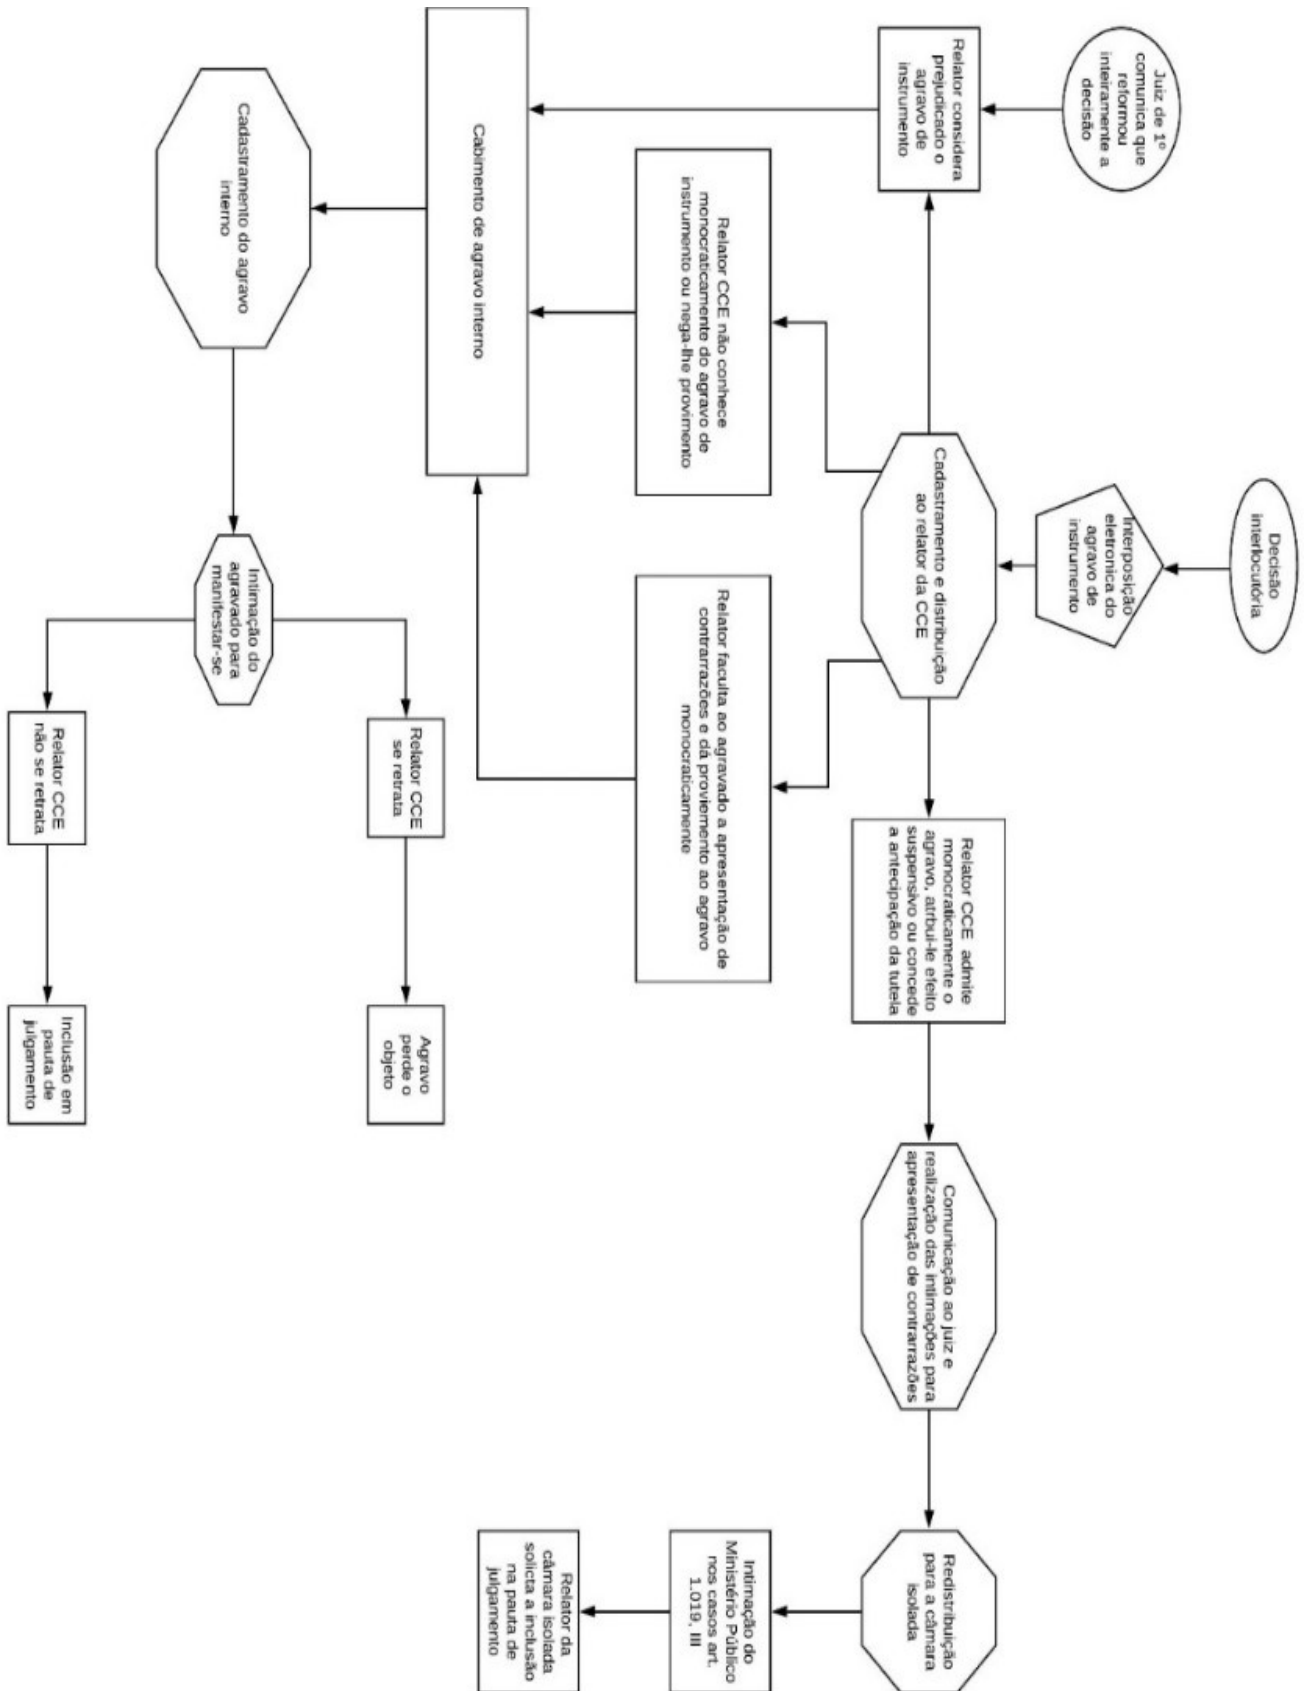 Decisão
interlocutória
Juiz de 1º
comunica que
reformou
inteiramente a
decisão
Interposição
eletronica do
agravo de
instrumento
Relator considera
prejudicado o
agravo de
instrumento
Cadastramento e distribuição
ao relator da CCE
Relator CCE admite
monocraticamente o
agravo, atrbui-le efeito
suspensivo ou concede
a antecipação da tutela
Comunicação ao juiz e
realização das intimações para
apresentação de contrarrazões
Redistribuição
para a câmara
isolada
Relator CCE não conhece
monocraticamente do agravo de
instrumento ou nega-lhe provimento
Relator faculta ao agravado a apresentação de
contrarrazões e dá proviemento ao agravo
monocraticamente
Intimação do
Ministério Público
nos casos art.
1.019, III
Cabimento de agravo interno
Relator da
câmara isolada
solicta a inclusão
na pauta de
julgamento
Cadastramento do agravo
interno
Intimação do
agravado para
manifestar-se
Relator CCE
se retrata
Agravo
perde o
objeto
Relator CCE
não se retrata
Inclusão em
pauta de
julgamento